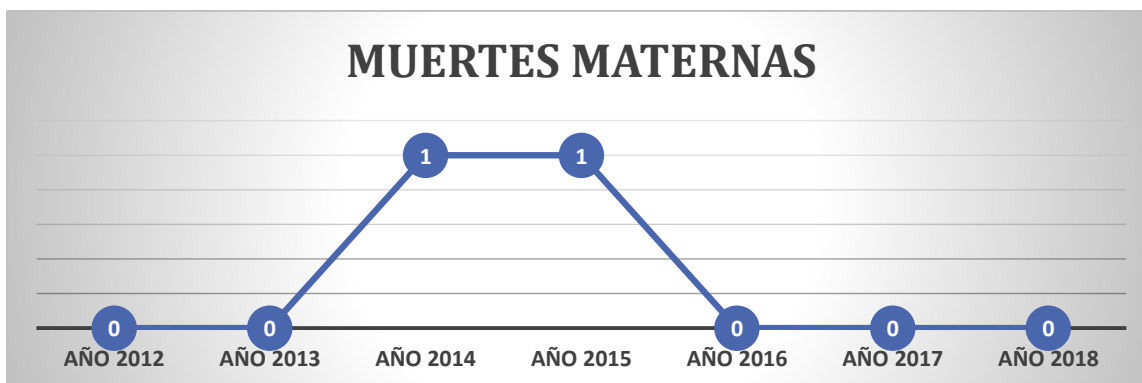 MUERTES MATERNAS
1 1
0 0 0 0 0
AÑO 2012 AÑO 2013 AÑO 2014 AÑO 2015 AÑO 2016 AÑO 2017 AÑO 2018